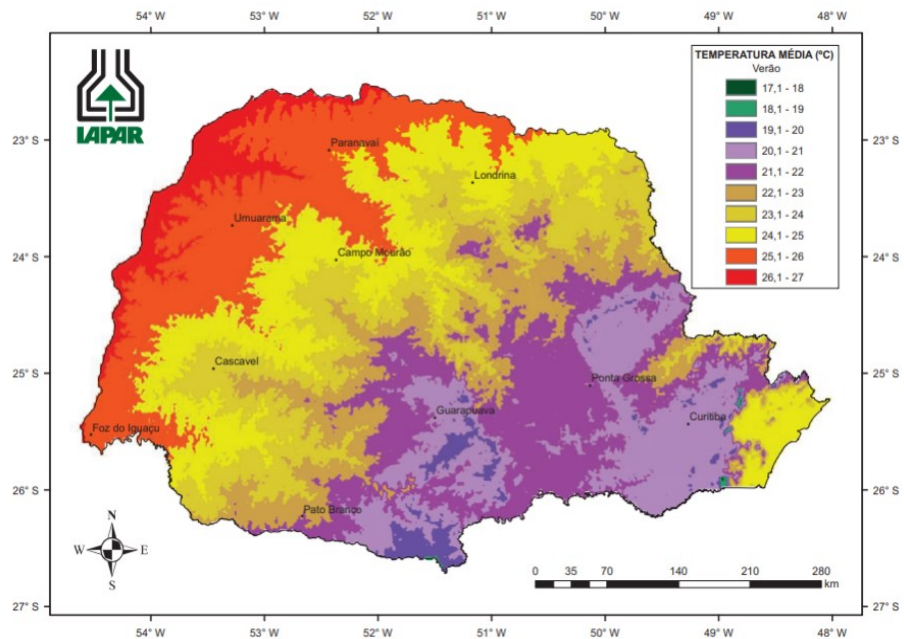 54° W 53° W 52° W 51° W 50° W 49° W 48° W
IAPAR
TEMPERATURA MÉDIA (ºC)
Verão
17,1 - 18
18,1 - 19
19,1 - 20
20,1 - 21
21,1 - 22
22,1 - 23
23,1 - 24
24,1 - 25
25,1 - 26
26,1 - 27
23° S 23° S
Paranavaí
Londrina
Umuarama
24° S 24° S
Campo Mourão
Cascavel
25° S 25° S
Ponta Grossa
Guarapuava
Curitiba
Foz do Iguaçu
26° S 26° S
Pato Branco
N
W E
S
0 35 70 140 210 280
km
27° S 27° S
54° W 53° W 52° W 51° W 50° W 49° W 48° W